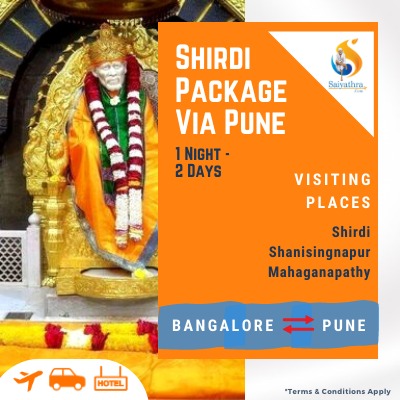 Shirdi
Package
Via Pune
1 Night -
2 Days
Saiyathra
.Com
VISITING
PLACES
Shirdi
Shanisingnapur
Mahaganapathy
BANGALORE PUNE
HOTEL
*Terms & Conditions Apply